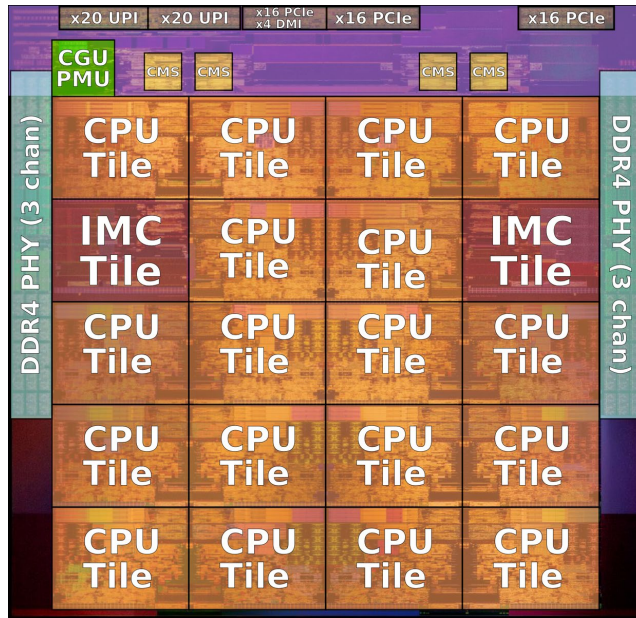 x20 UPI
x20 UPI
x16 PCIe
x4 DMI
x16 PCIe
x16 PCIe
CGU
PMU
CMS
CMS
CMS
CMS
DDR4 PHY (3 chan)
DDR4 PHY (3 chan)
CPU
Tile
CPU
Tile
CPU
Tile
CPU
Tile
IMC
Tile
CPU
Tile
CPU
Tile
IMC
Tile
CPU
Tile
CPU
Tile
CPU
Tile
CPU
Tile
CPU
Tile
CPU
Tile
CPU
Tile
CPU
Tile
CPU
Tile
CPU
Tile
CPU
Tile
CPU
Tile